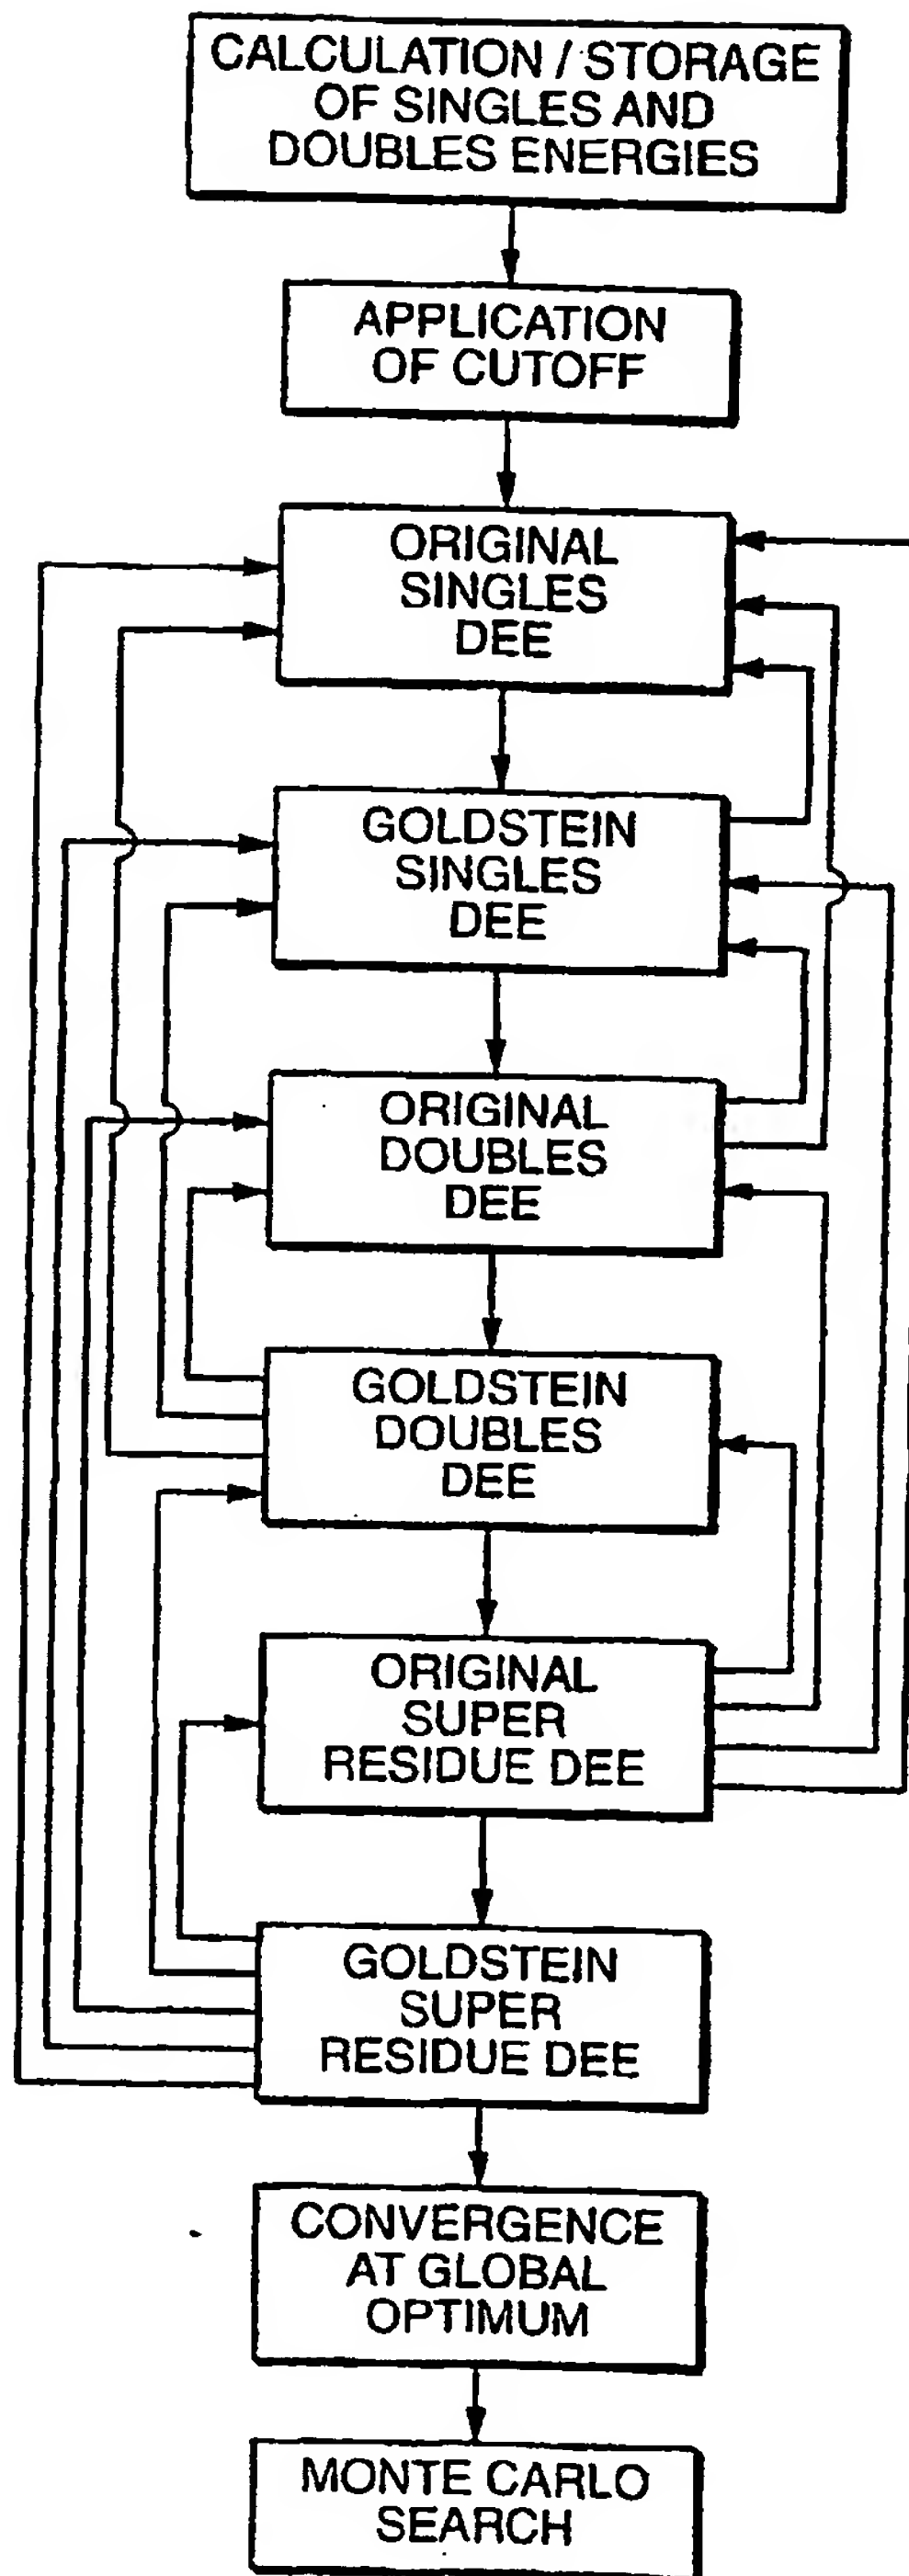 CALCULATION / STORAGE
OF SINGLES AND
DOUBLES ENERGIES
APPLICATION
OF CUTOFF
ORIGINAL
SINGLES
DEE
GOLDSTEIN
SINGLES
DEE
ORIGINAL
DOUBLES
DEE
GOLDSTEIN
DOUBLES
DEE
ORIGINAL
SUPER
RESIDUE DEE
GOLDSTEIN
SUPER
RESIDUE DEE
CONVERGENCE
AT GLOBAL
OPTIMUM
MONTE CARLO
SEARCH